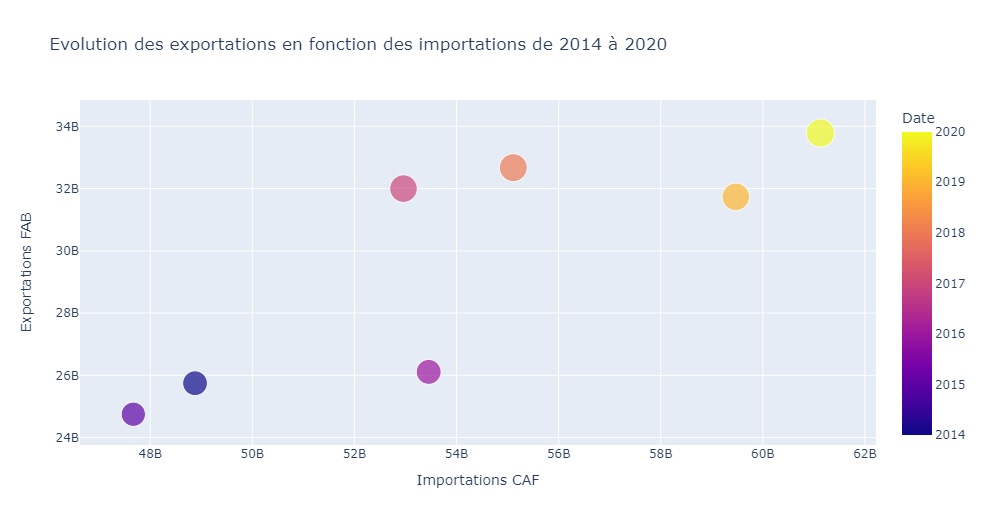 Evolution des exportations en fonction des importations de 2014 à 2020
Exportations FAB
34B
32B
30B
28B
26B
24B
48B
50B
52B
54B
56B
58B
60B
62B
Importations CAF
Date
2020
2019
2018
2017
2016
2015
2014